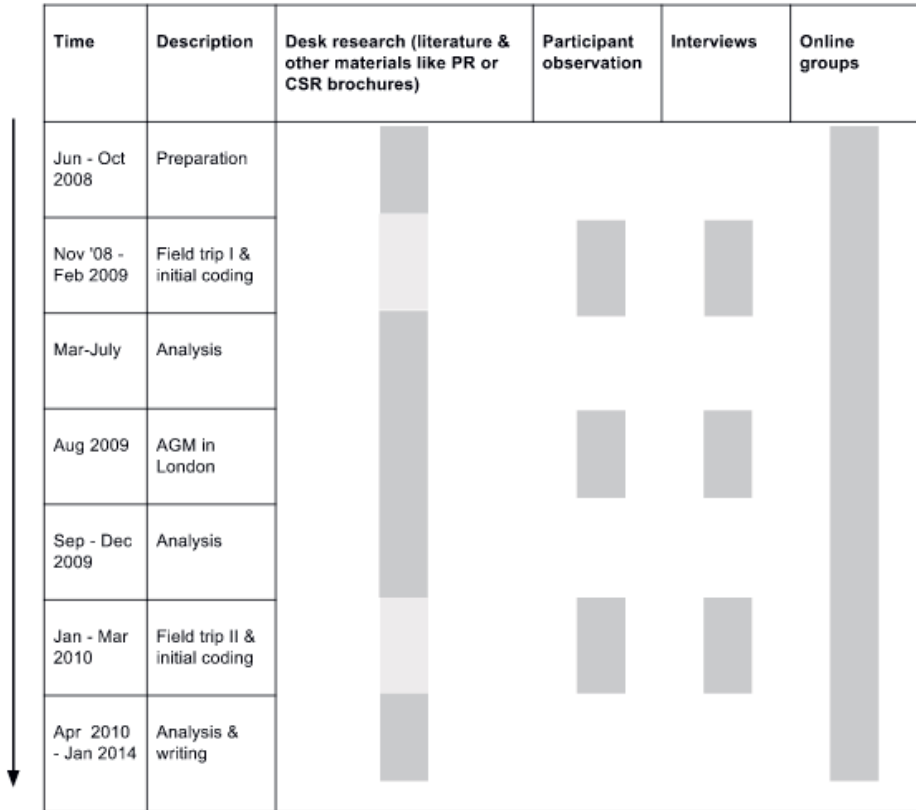 Time
Description
Desk research (literature &
other materials like PR or
CSR brochures)
Participant
observation
Interviews
Online
groups
Jun - Oct
2008
Preparation
Nov '08 -
Feb 2009
Field trip I &
initial coding
Mar-July
Analysis
Aug 2009
AGM in
London
Sep - Dec
2009
Analysis
Jan - Mar
2010
Field trip II &
initial coding
Apr 2010
- Jan 2014
Analysis &
writing